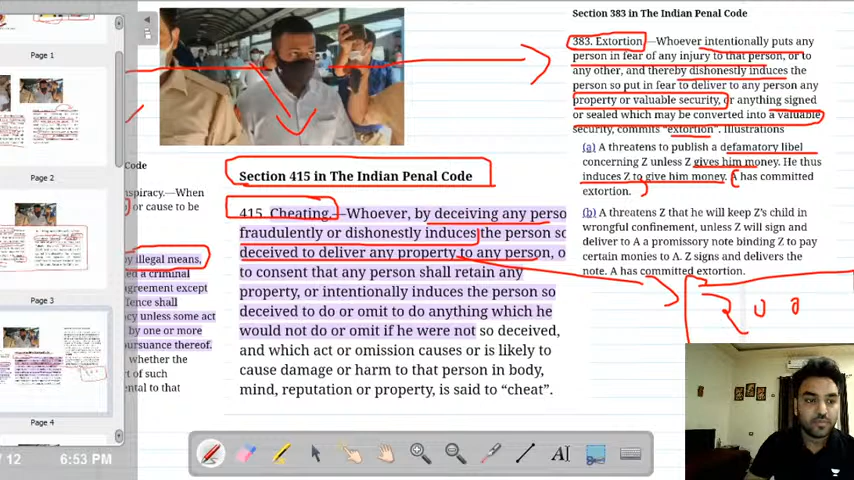 Page 1
Page 2
Page 3
Page 4
/ 12 6:53 PM
Code
nspiracy.—When
or cause to be
by illegal means,
ed a criminal
agreement except
fence shall
cy unless some act
by one or more
ursuance thereof.
whether the
rt of such
ental to that
Section 415 in The Indian Penal Code
415. Cheating.—Whoever, by deceiving any perso
fraudulently or dishonestly induces the person so
deceived to deliver any property to any person, o
to consent that any person shall retain any
property, or intentionally induces the person so
deceived to do or omit to do anything which he
would not do or omit if he were not so deceived,
and which act or omission causes or is likely to
cause damage or harm to that person in body,
mind, reputation or property, is said to “cheat”.
Section 383 in The Indian Penal Code
383. Extortion.—Whoever intentionally puts any
person in fear of any injury to that person, or to
any other, and thereby dishonestly induces the
person so put in fear to deliver to any person any
property or valuable security, or anything signed
or sealed which may be converted into a valuable
security, commits “extortion”. Illustrations
(a) A threatens to publish a defamatory libel
concerning Z unless Z gives him money. He thus
induces Z to give him money. A has committed
extortion.
(b) A threatens Z that he will keep Z's child in
wrongful confinement, unless Z will sign and
deliver to A a promissory note binding Z to pay
certain monies to A. Z signs and delivers the
note. A has committed extortion.
AI